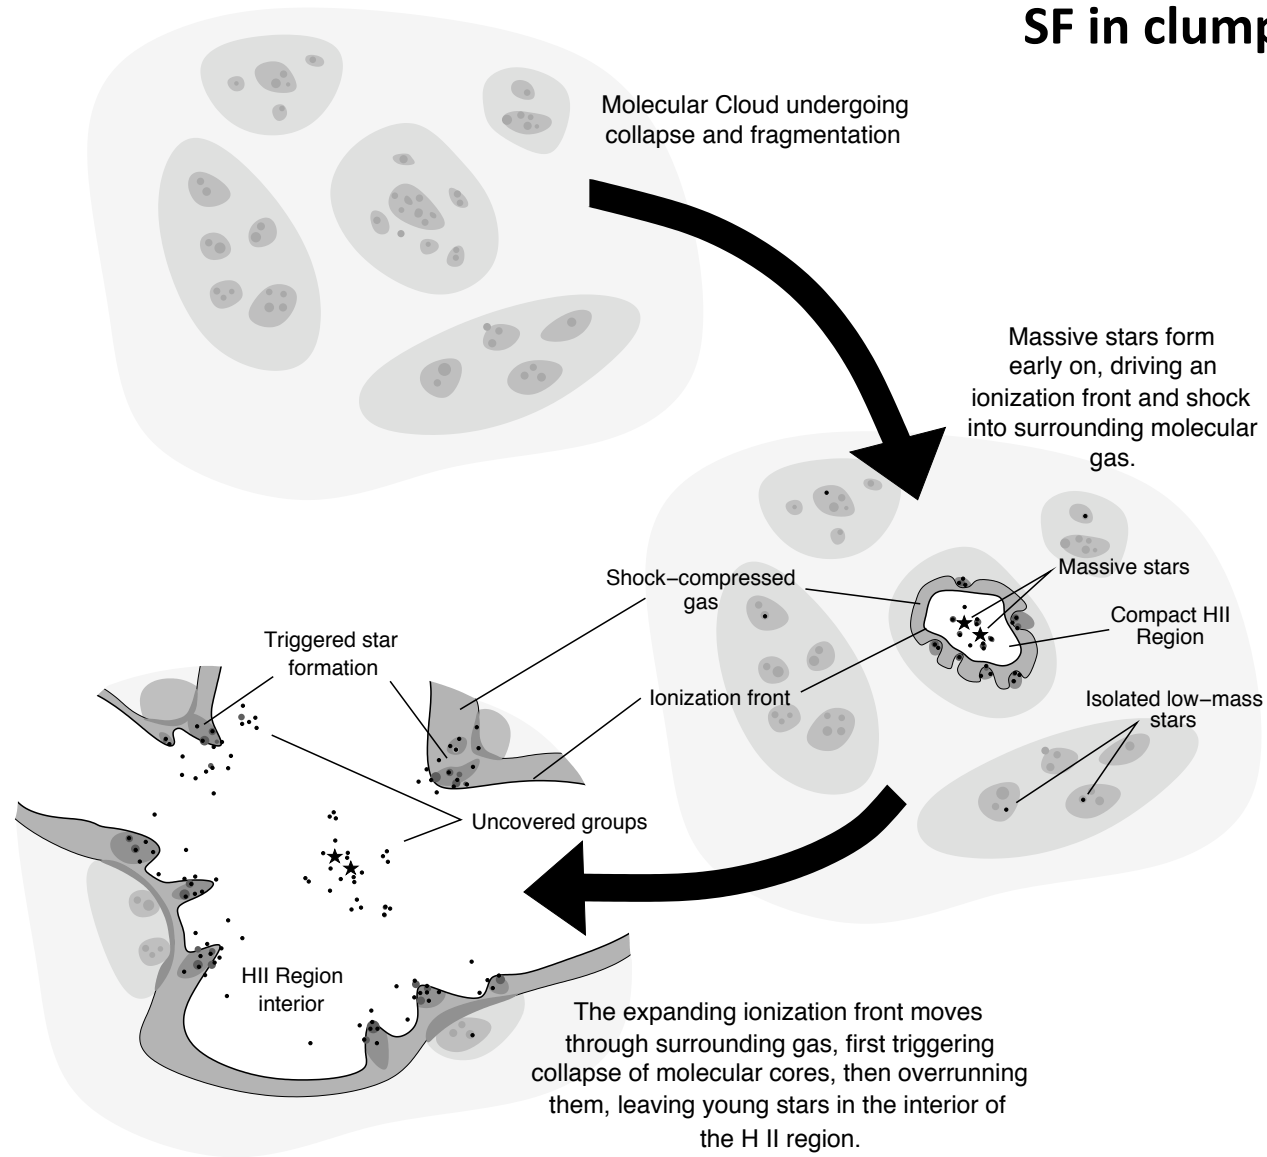 SF in clump
Molecular Cloud undergoing
collapse and fragmentation
Massive stars form
early on, driving an
ionization front and shock
into surrounding molecular
gas.
Shock–compressed
gas
Massive stars
Compact HII
Region
Triggered star
formation
Ionization front
Isolated low–mass
stars
Uncovered groups
HII Region
interior
The expanding ionization front moves
through surrounding gas, first triggering
collapse of molecular cores, then overrunning
them, leaving young stars in the interior of
the H II region.